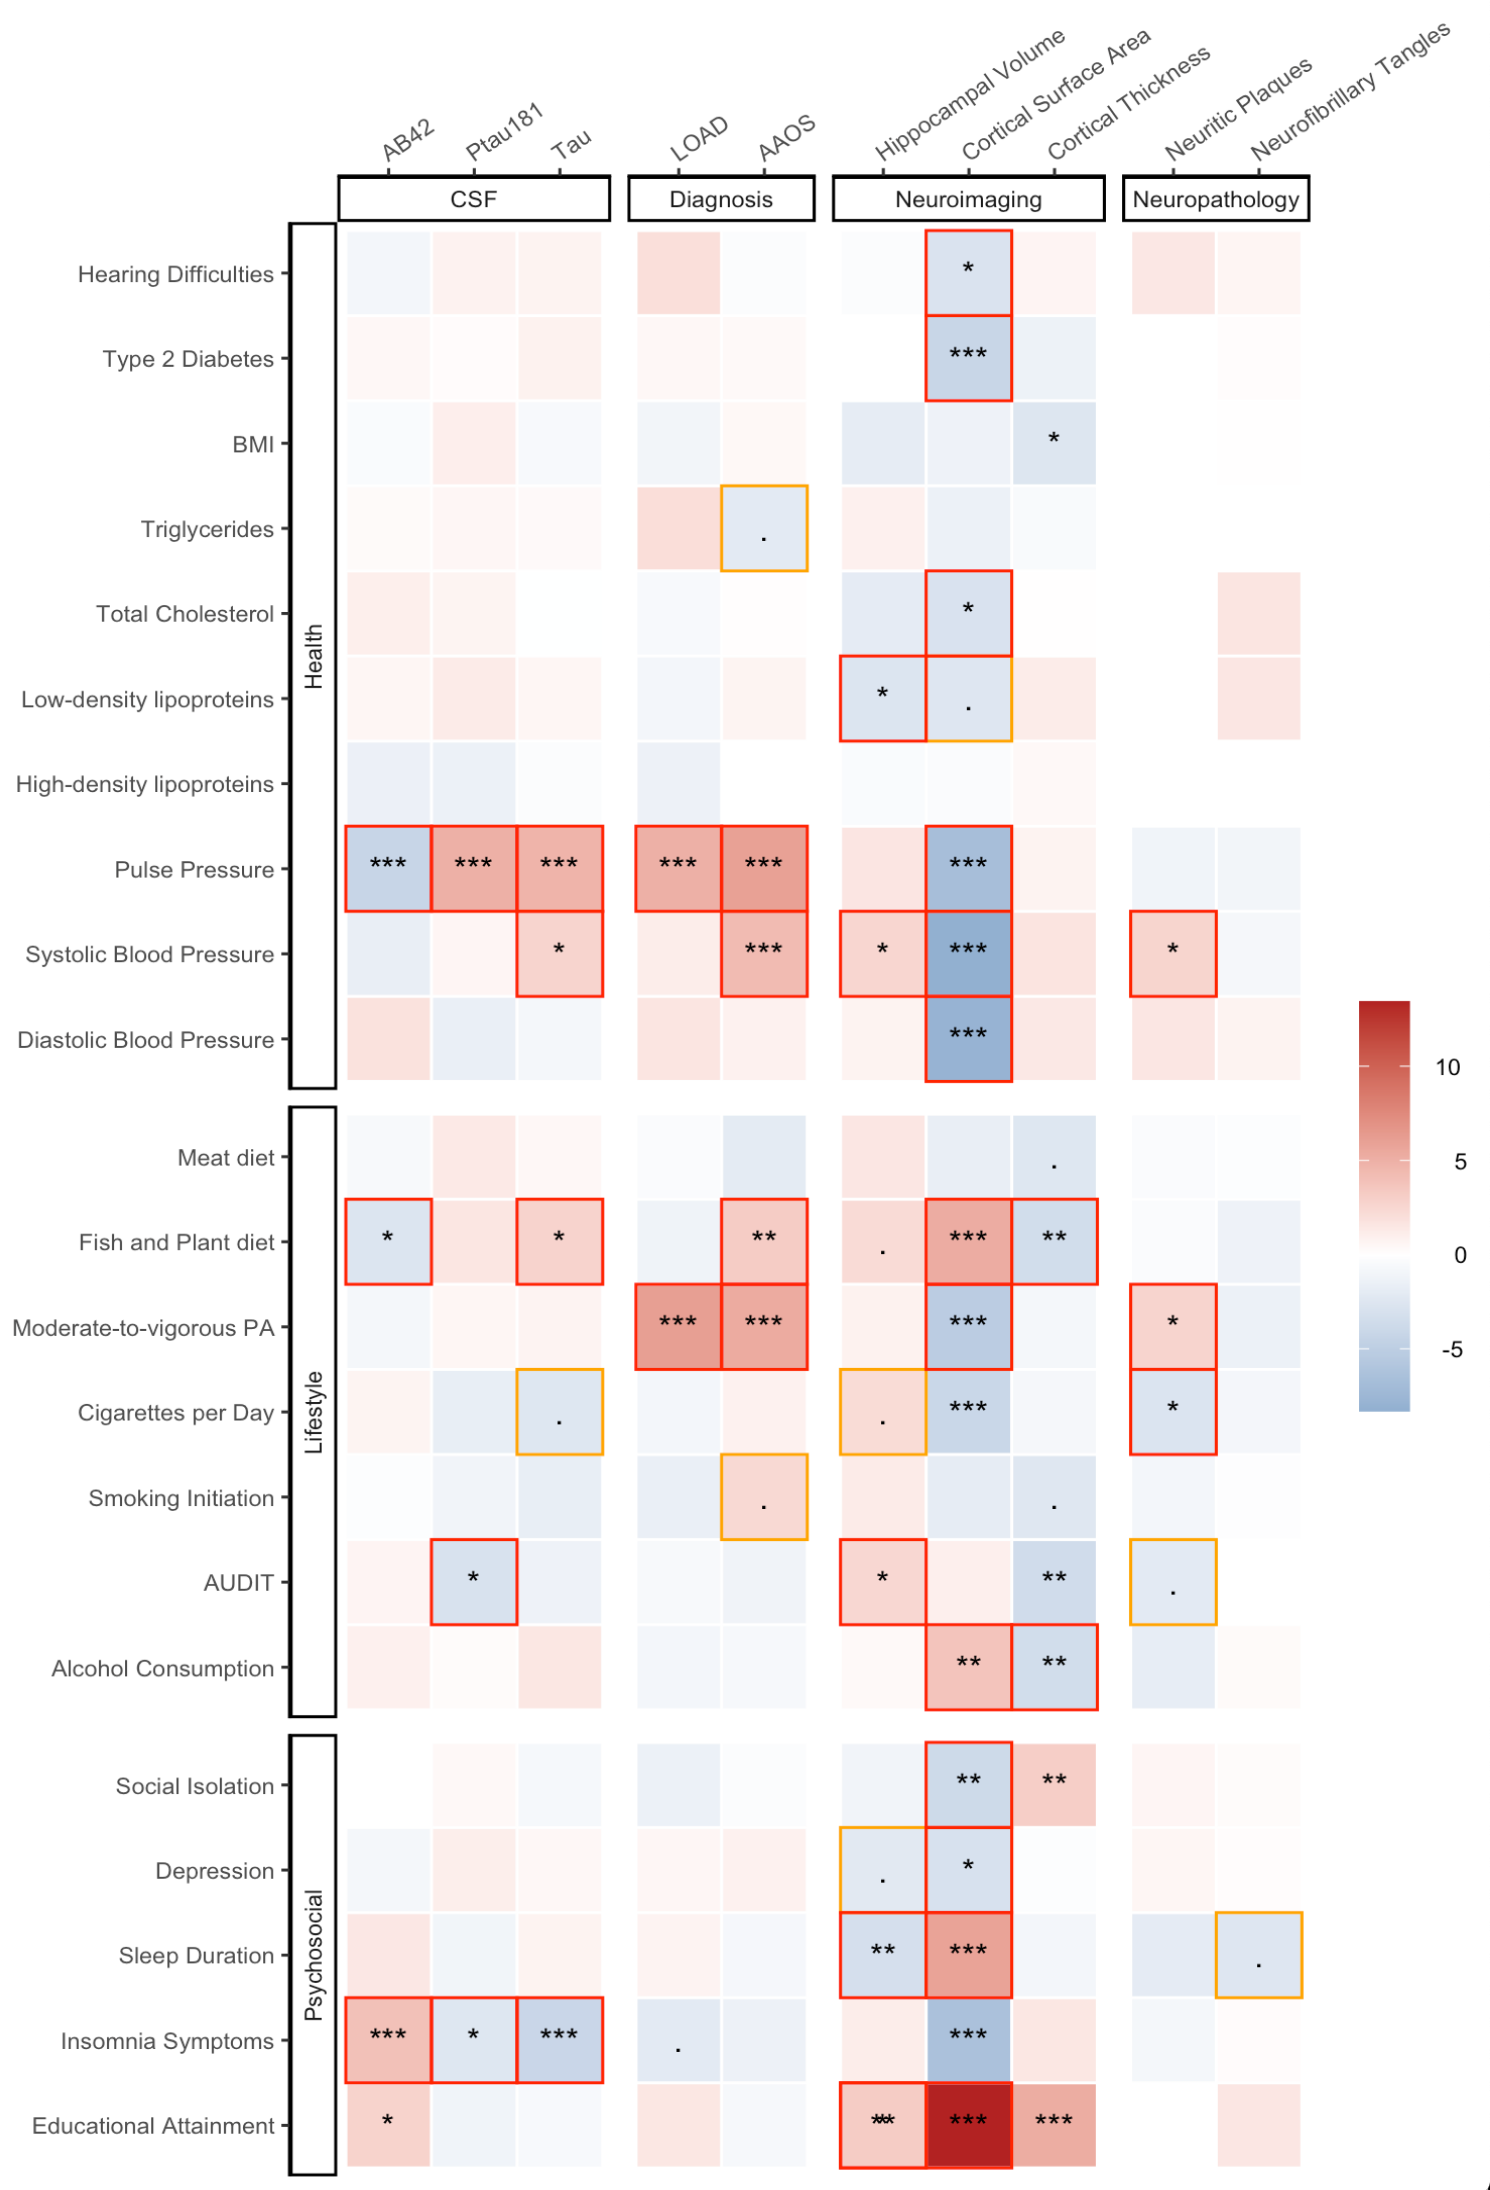 AB42
Ptau181
Tau
LOAD
AAOS
Hippocampal Volume
Cortical Surface Area
Cortical Thickness
Neuritic Plaques
Neurofibrillary Tangles
CSF
Diagnosis
Neuroimaging
Neuropathology
Health
Hearing Difficulties *
Type 2 Diabetes ***
BMI *
Triglycerides .
Total Cholesterol *
Low-density lipoproteins * .
High-density lipoproteins
Pulse Pressure *** *** *** *** *** ***
Systolic Blood Pressure * *** * *** *
Diastolic Blood Pressure ***
Lifestyle
Meat diet .
Fish and Plant diet * * ** . *** **
Moderate-to-vigorous PA *** *** *** *
Cigarettes per Day . . *** *
Smoking Initiation . .
AUDIT * * ** .
Alcohol Consumption ** **
Psychosocial
Social Isolation ** **
Depression . *
Sleep Duration ** *** .
Insomnia Symptoms *** * *** . ***
Educational Attainment * *** ***
10
5
0
-5